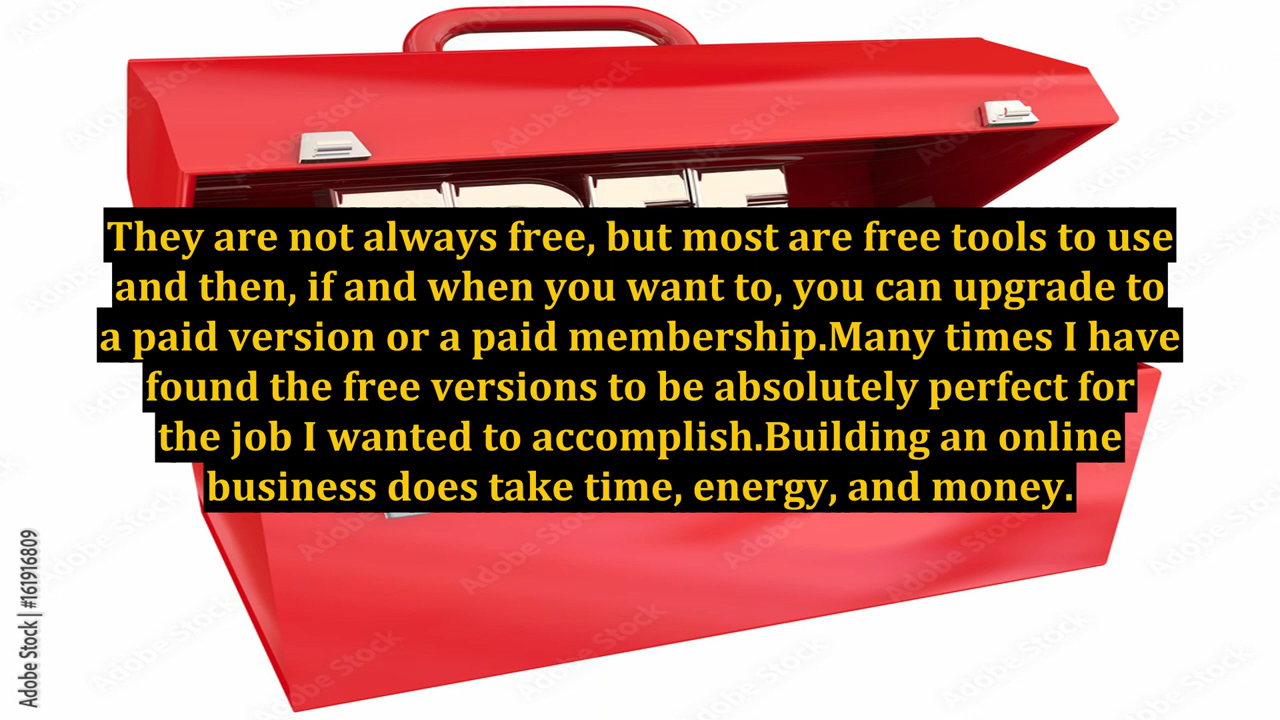 They are not always free, but most are free tools to use
and then, if and when you want to, you can upgrade to
a paid version or a paid membership.Many times I have
found the free versions to be absolutely perfect for
the job I wanted to accomplish.Building an online
business does take time, energy, and money.
Adobe Stock | #161916809